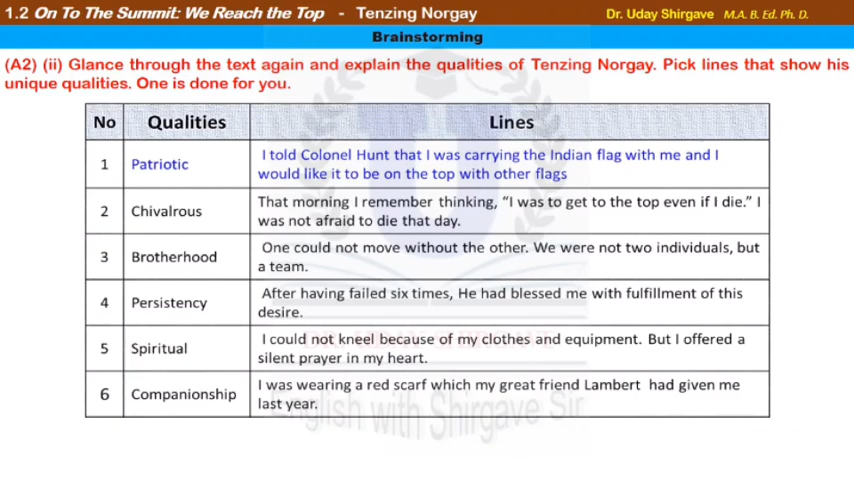 1.2 On To The Summit: We Reach the Top - Tenzing Norgay Dr. Uday Shirgave M.A. B. Ed. Ph. D.
Brainstorming
(A2) (ii) Glance through the text again and explain the qualities of Tenzing Norgay. Pick lines that show his
unique qualities. One is done for you.
No Qualities Lines
1 Patriotic I told Colonel Hunt that I was carrying the Indian flag with me and I
would like it to be on the top with other flags
2 Chivalrous That morning I remember thinking, “I was to get to the top even if I die.” I
was not afraid to die that day.
3 Brotherhood One could not move without the other. We were not two individuals, but
a team.
4 Persistency After having failed six times, He had blessed me with fulfillment of this
desire.
5 Spiritual I could not kneel because of my clothes and equipment. But I offered a
silent prayer in my heart.
6 Companionship I was wearing a red scarf which my great friend Lambert had given me
last year.
DR. UDAY SHIRGAVE
English with Shirgave Sir